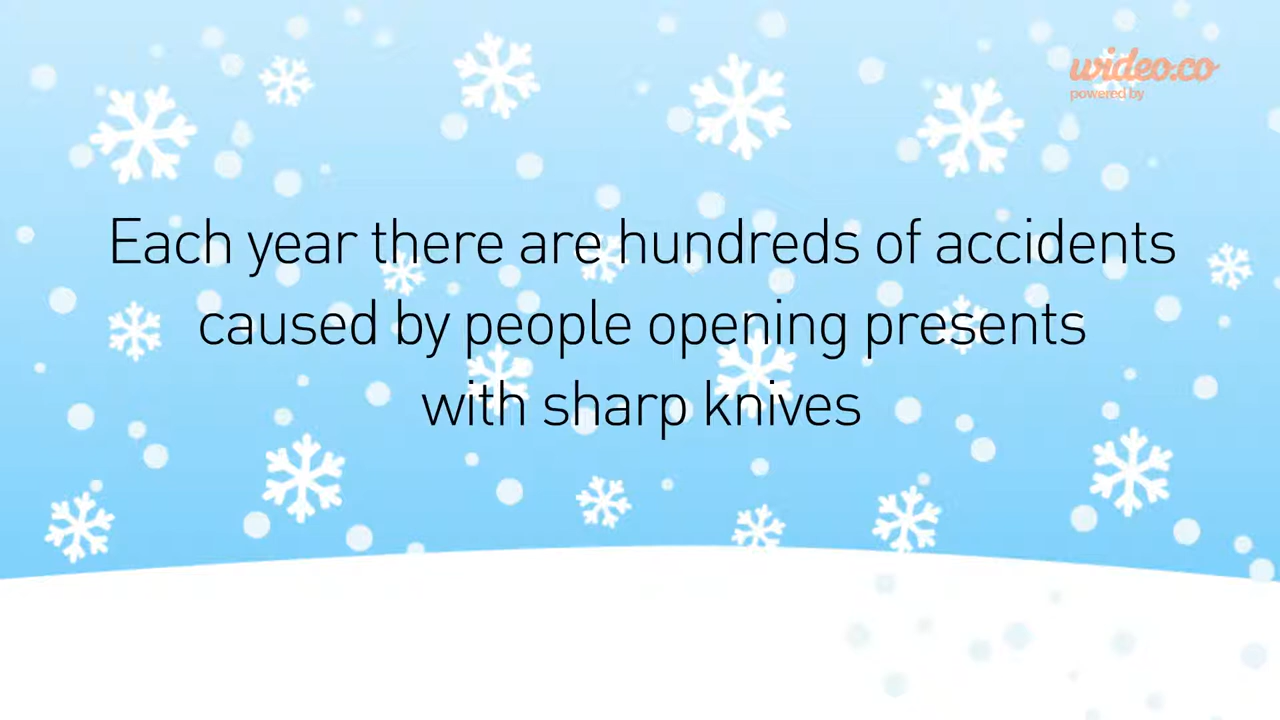 wideo.co
powered by
Each year there are hundreds of accidents
caused by people opening presents
with sharp knives